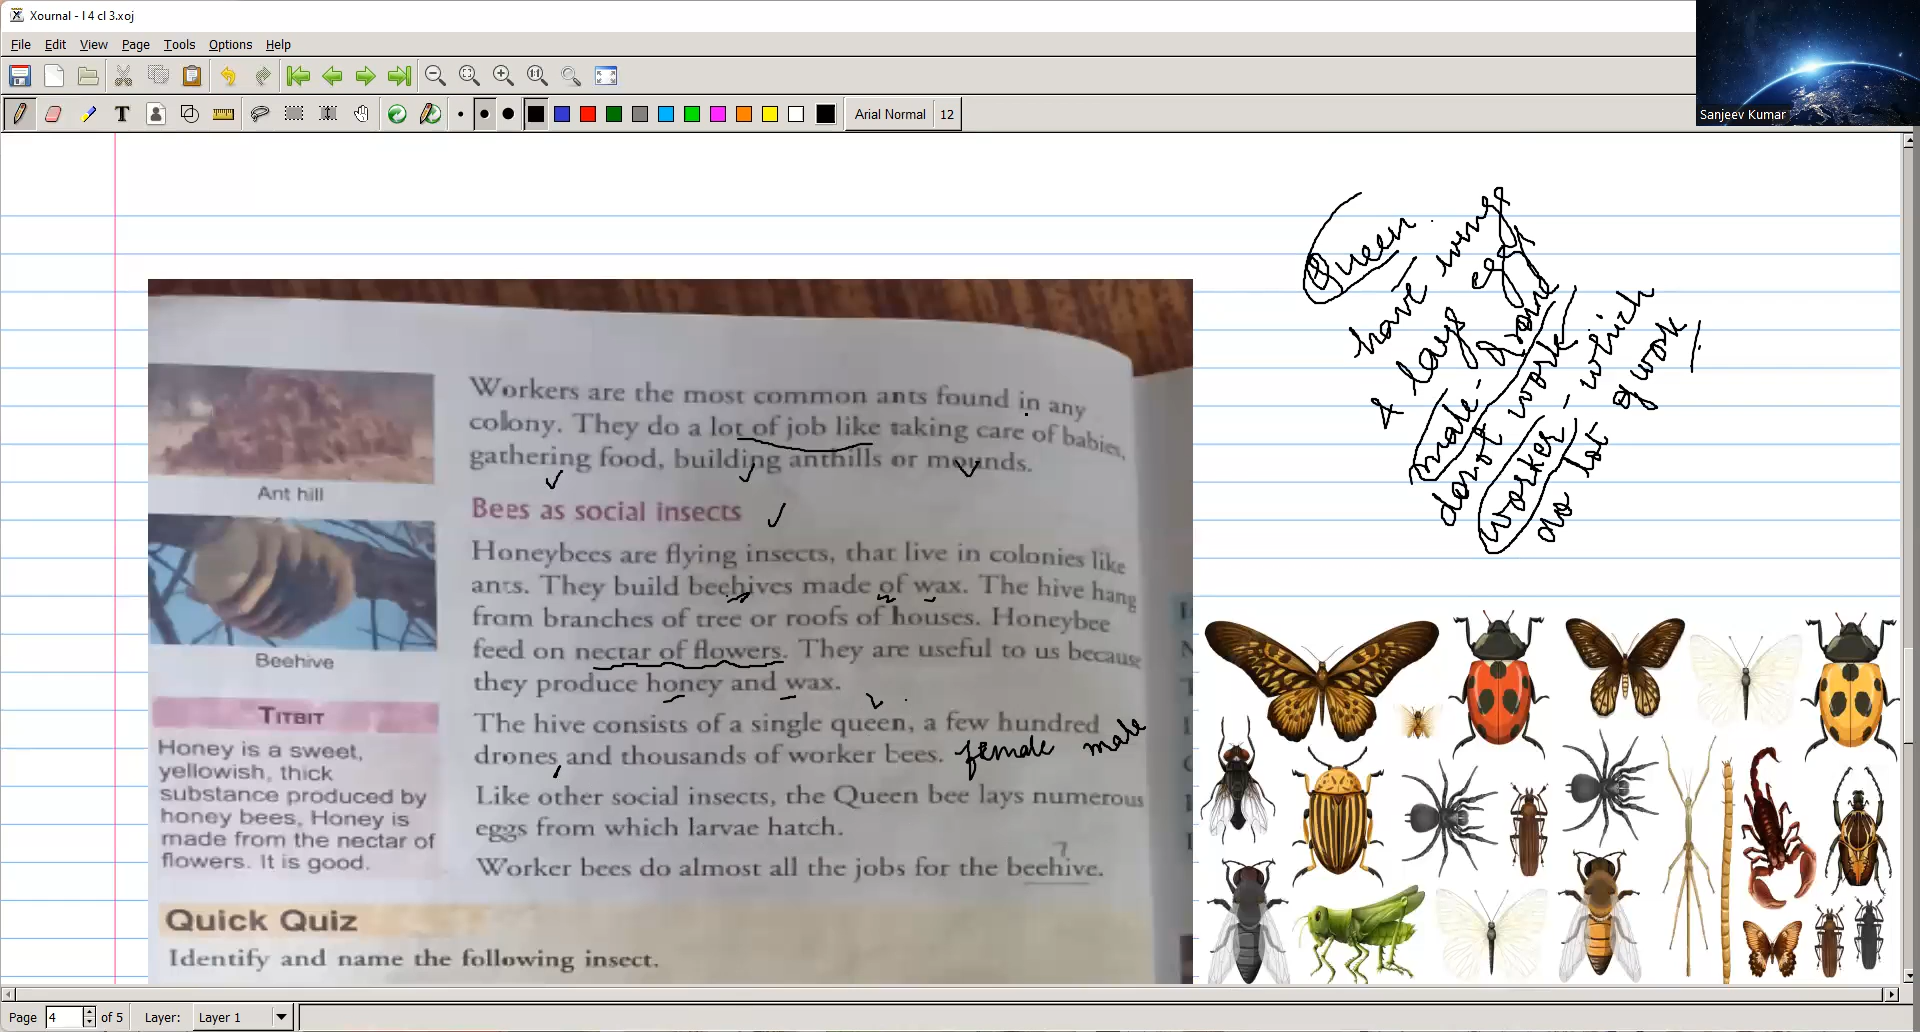 Xournal - l 4 cl 3.xoj
File Edit View Page Tools Options Help
Arial Normal 12
Sanjeev Kumar
Queen
have wings
& lays eggs
male - found
don't work
worker - which
do lot of work
Workers are the most common ants found in any
colony. They do a lot of job like taking care of babies,
gathering food, building anthills or mounds.
Ant hill
Bees as social insects
Honeybees are flying insects, that live in colonies like
ants. They build beehives made of wax. The hive hang
from branches of tree or roofs of houses. Honeybee
feed on nectar of flowers. They are useful to us because
they produce honey and wax.
Beehive
The hive consists of a single queen, a few hundred
drones, and thousands of worker bees. female male
Like other social insects, the Queen bee lays numerous
eggs from which larvae hatch.
Worker bees do almost all the jobs for the beehive.
TITBIT
Honey is a sweet,
yellowish, thick
substance produced by
honey bees, Honey is
made from the nectar of
flowers. It is good.
Quick Quiz
Identify and name the following insect.
Page 4 of 5 Layer: Layer 1